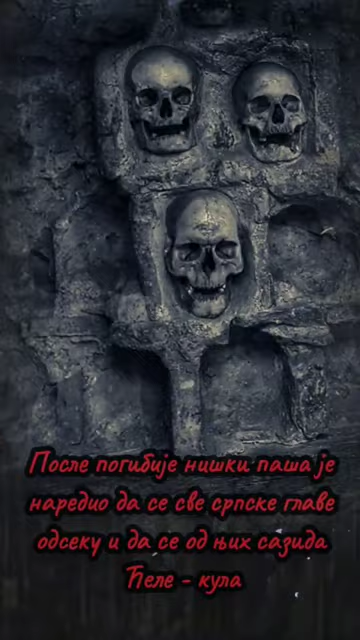 После погибије нишки паша је
наредио да се све српске главе
одсеку и да се од њих сазида
Ћеле - кула